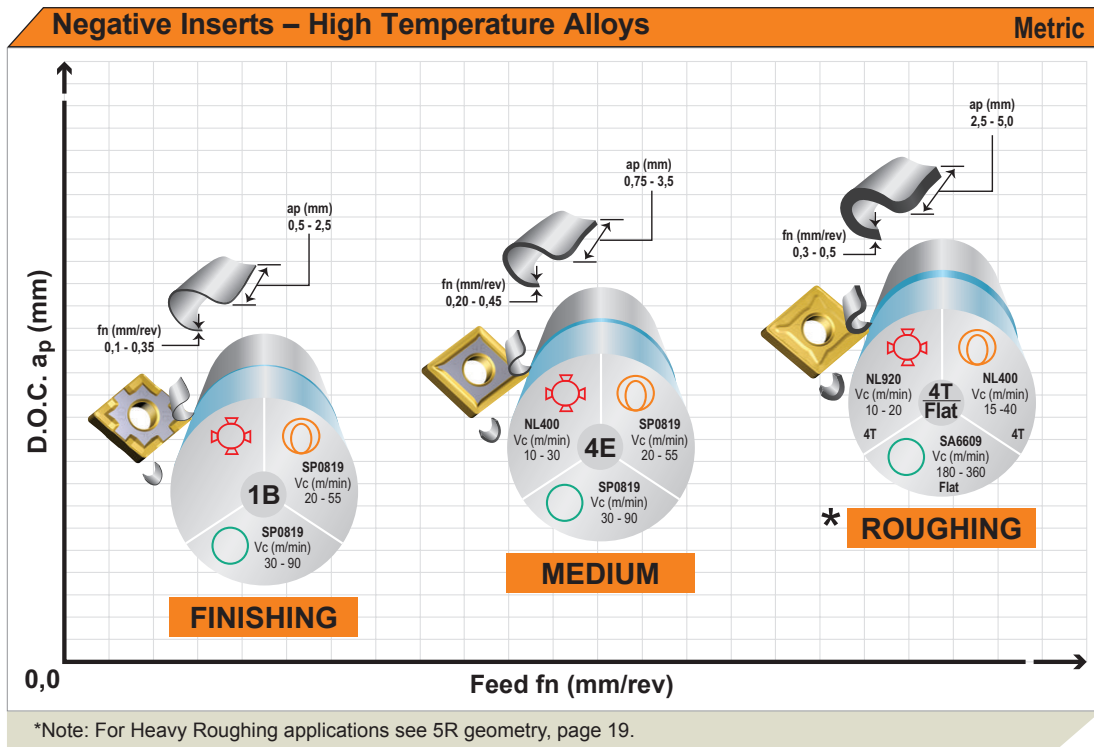 Negative Inserts – High Temperature Alloys
Metric
D.O.C. ap (mm)
ap (mm)
0,5 - 2,5
fn (mm/rev)
0,1 - 0,35
1B
SP0819
Vc (m/min)
20 - 55
SP0819
Vc (m/min)
30 - 90
FINISHING
ap (mm)
0,75 - 3,5
fn (mm/rev)
0,20 - 0,45
NL400
Vc (m/min)
10 - 30
4E
SP0819
Vc (m/min)
20 - 55
SP0819
Vc (m/min)
30 - 90
MEDIUM
ap (mm)
2,5 - 5,0
fn (mm/rev)
0,3 - 0,5
NL920
Vc (m/min)
10 - 20
4T
4T
Flat
NL400
Vc (m/min)
15 -40
4T
SA6609
Vc (m/min)
180 - 360
Flat
* ROUGHING
0,0
Feed fn (mm/rev)
*Note: For Heavy Roughing applications see 5R geometry, page 19.